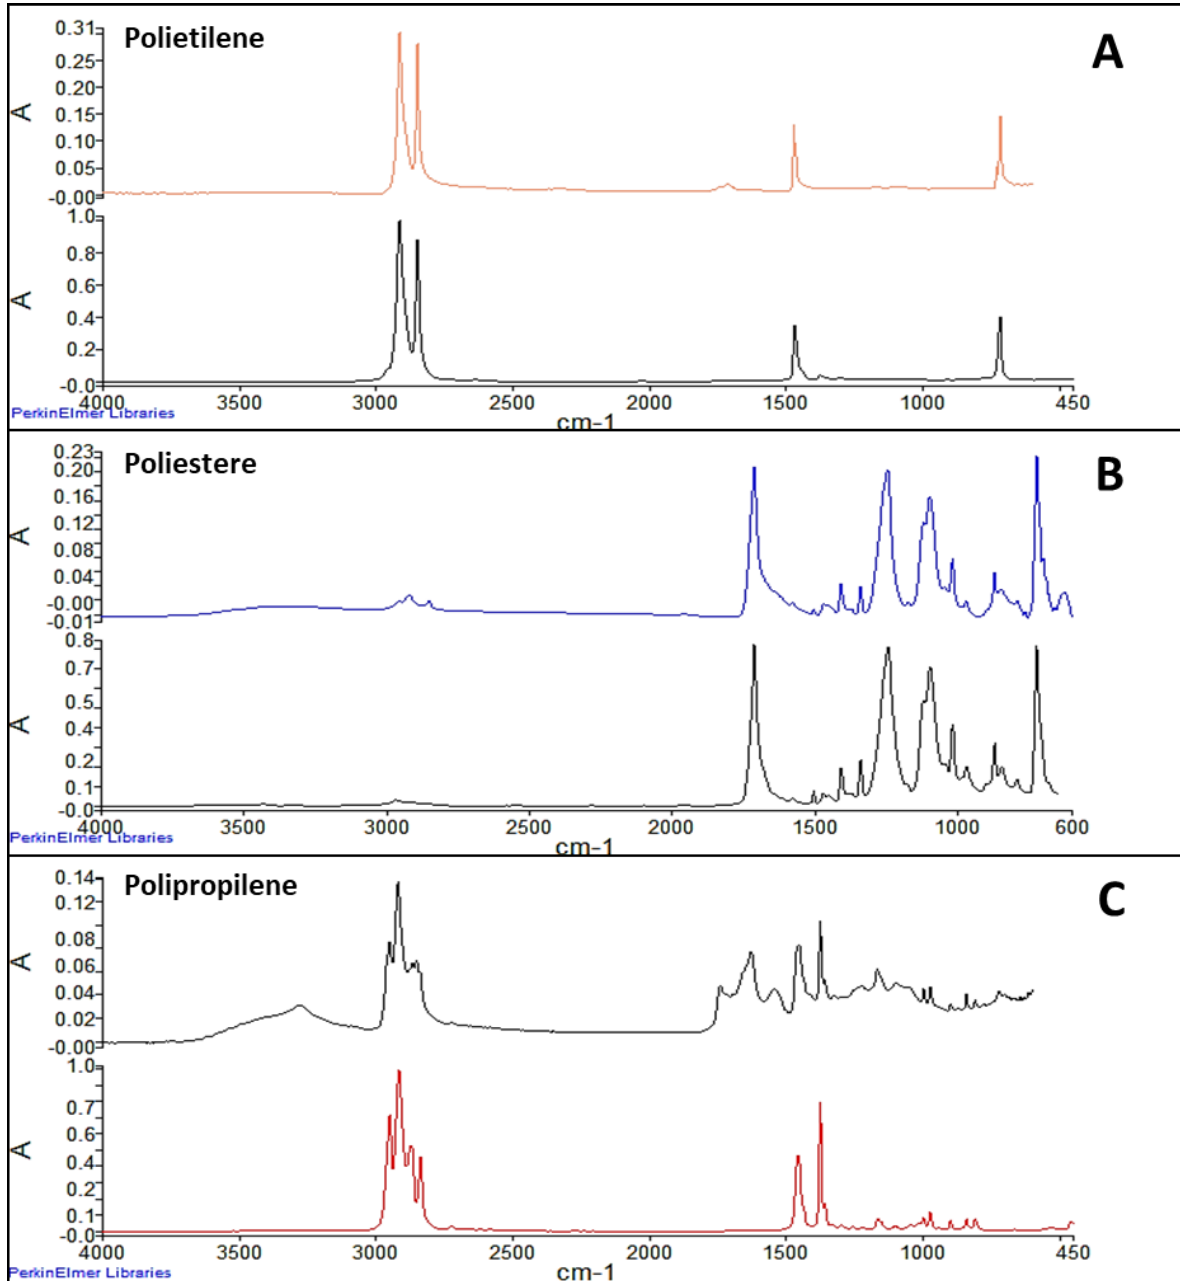 Polietilene
A
0.31
0.25
0.20
0.15
0.10
0.05
-0.00
A
1.0
0.8
0.6
0.4
0.2
-0.0
A
4000 3500 3000 2500 2000 1500 1000 450
cm-1
PerkinElmer Libraries
Poliestere
B
0.23
0.20
0.16
0.12
0.08
0.04
-0.00
-0.01
A
0.8
0.7
0.5
0.4
0.2
0.1
-0.0
A
4000 3500 3000 2500 2000 1500 1000 600
cm-1
PerkinElmer Libraries
Polipropilene
C
0.14
0.12
0.08
0.06
0.04
0.02
-0.00
A
1.0
0.7
0.6
0.4
0.2
0.1
-0.0
A
4000 3500 3000 2500 2000 1500 1000 450
cm-1
PerkinElmer Libraries